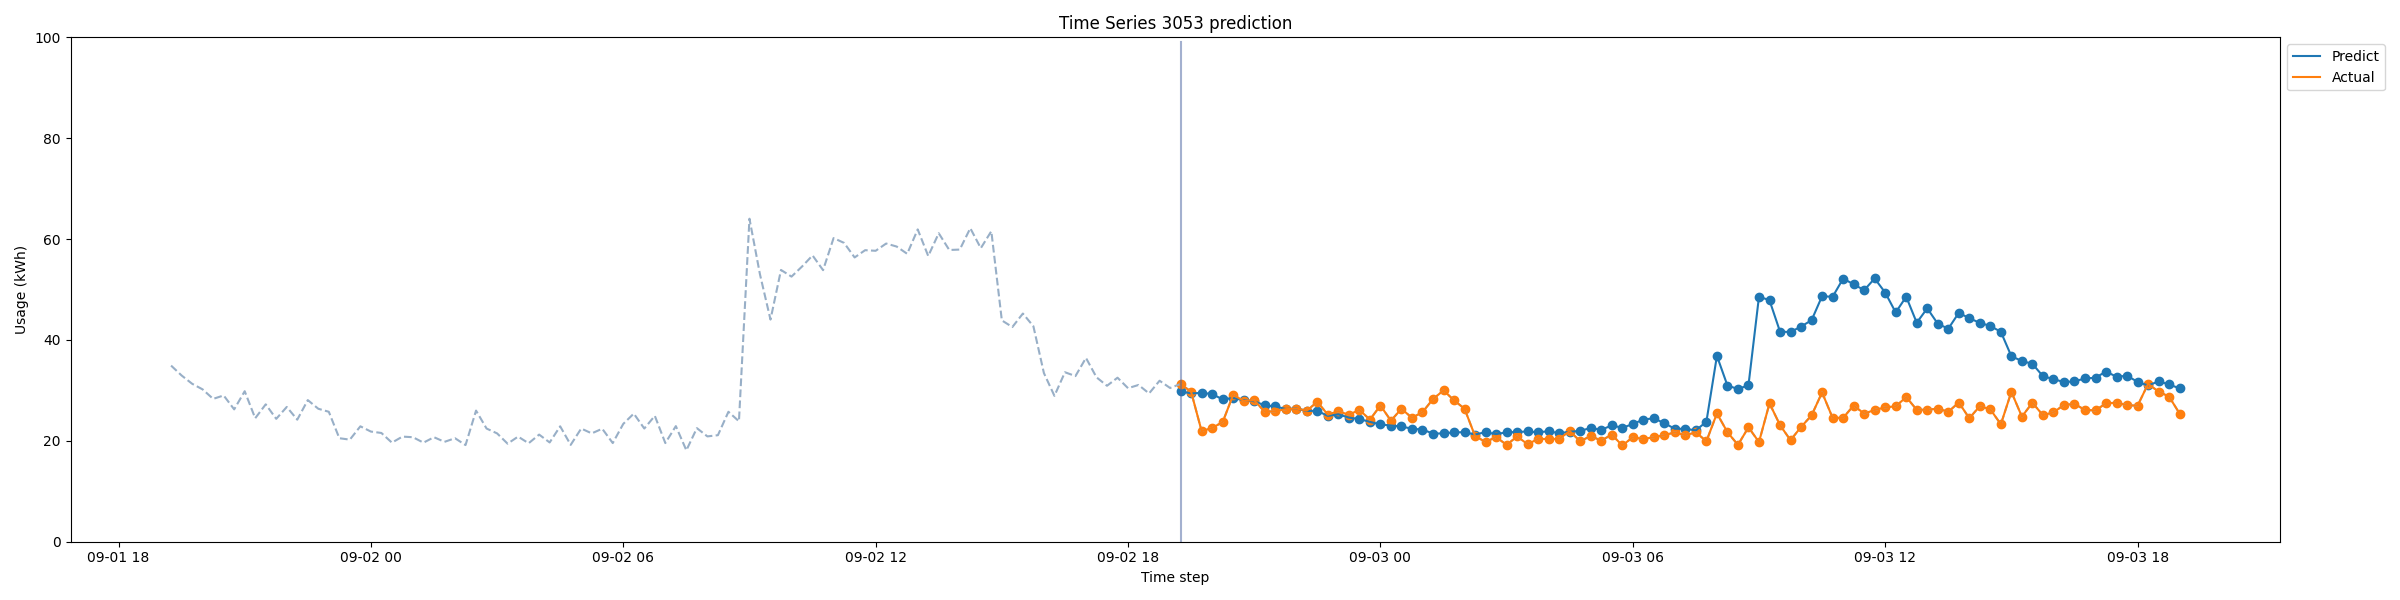 Time Series 3053 prediction
Predict
Actual
100
80
60
40
20
0
Usage (kWh)
09-01 18 09-02 00 09-02 06 09-02 12 09-02 18 09-03 00 09-03 06 09-03 12 09-03 18
Time step